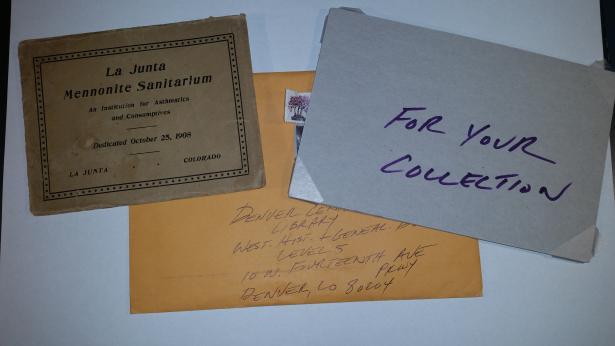 La Junta
Mennonite Sanitarium
An Institution for Asthmatics
and Consumptives
Dedicated October 25, 1908
LA JUNTA COLORADO
FOR YOUR
COLLECTION
DENVER
LIBRARY
WEST. HIST. + GENEAL.
LEVEL 5
10 W. FOURTEENTH AVE
PKWY
DENVER, CO 80204